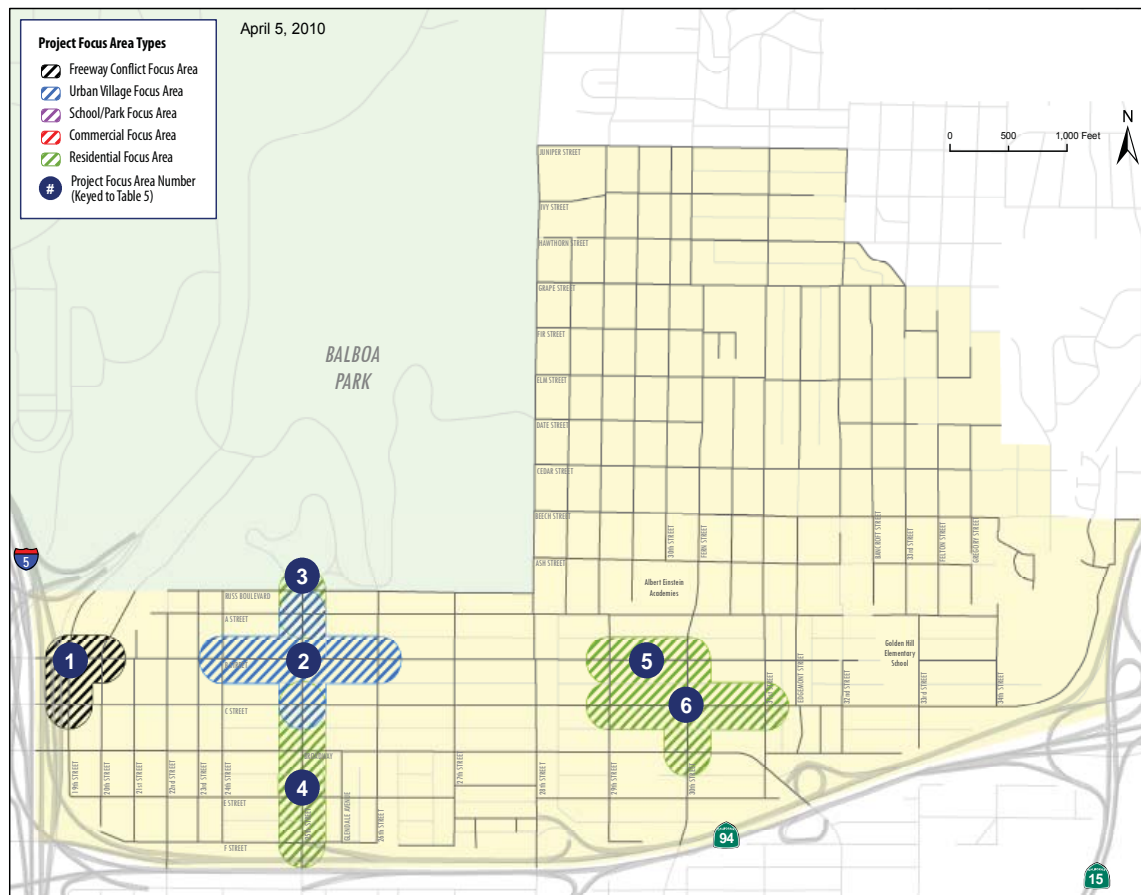 April 5, 2010
Project Focus Area Types
Freeway Conflict Focus Area
Urban Village Focus Area
School/Park Focus Area
Commercial Focus Area
Residential Focus Area
#
Project Focus Area Number
(Keyed to Table 5)
N
0 500 1,000 Feet
JUNIPER STREET
IVY STREET
HAWTHORN STREET
GRAPE STREET
FIR STREET
BALBOA
PARK
ELM STREET
DATE STREET
CEDAR STREET
BEECH STREET
30th STREET
FERN STREET
BANCROFT STREET
33rd STREET
FELTON STREET
GREGORY STREET
5
ASH STREET
3
Albert Einstein
Academies
RUSS BOULEVARD
A STREET
Golden Hill
Elementary
School
1
2
5
31st STREET
EDGEMONT STREET
32nd STREET
33rd STREET
34th STREET
6
C STREET
BROADWAY
19th STREET
20th STREET
21st STREET
22nd STREET
23rd STREET
24th STREET
27th STREET
28th STREET
29th STREET
30th STREET
4
E STREET
GLENDALE AVENUE
26th STREET
F STREET
CALIFORNIA
94
CALIFORNIA
15